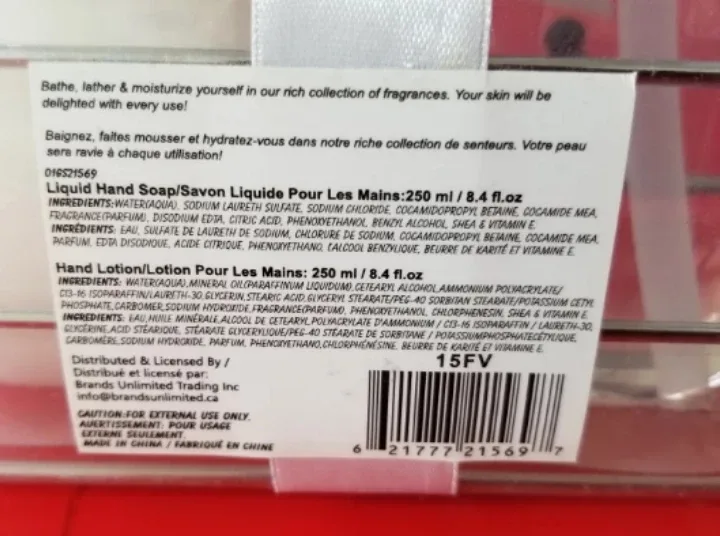 Bathe, lather & moisturize yourself in our rich collection of fragrances. Your skin will be
delighted with every use!
Baignez, faites mousser et hydratez-vous dans notre riche collection de senteurs. Votre peau
sera ravie à chaque utilisation!
016S21569
Liquid Hand Soap/Savon Liquide Pour Les Mains:250 ml / 8.4 fl.oz
INGREDIENTS:WATER(AQUA), SODIUM LAURETH SULFATE, SODIUM CHLORIDE, COCAMIDOPROPYL BETAINE, COCAMIDE MEA,
FRAGRANCE(PARFUM), DISODIUM EDTA, CITRIC ACID, PHENOXYETHANOL, BENZYL ALCOHOL, SHEA & VITAMIN E.
INGRÉDIENTS: EAU, SULFATE DE LAURETH DE SODIUM, CHLORURE DE SODIUM, COCAMIDOPROPYL BETAINE, COCAMIDE MEA,
PARFUM, EDTA DISODIQUE, ACIDE CITRIQUE, PHENOXYETHANO, LALCOOL BENZYLIQUE, BEURRE DE KARITÉ ET VITAMINE E.
Hand Lotion/Lotion Pour Les Mains: 250 ml / 8.4 fl.oz
INGREDIENTS: WATER(AQUA),MINERAL OIL(PARAFFINUM LIQUIDUM),CETEARYL ALCOHOL,AMMONIUM POLYACRYLATE/
C13-16 ISOPARAFFIN/LAURETH-30,GLYCERIN,STEARIC ACID,GLYCERYL STEARATE/PEG-40 SORBITAN STEARATE/POTASSIUM CETYL
PHOSPHATE,CARBOMER,SODIUM HYDROXIDE,FRAGRANCE(PARFUM), PHENOXYETHANOL, CHLORPHENESIN, SHEA & VITAMIN E.
INGRÉDIENTS: EAU,HUILE MINÉRALE,ALCOOL DE CETEARYL,POLYACRYLATE D'AMMONIUM / C13-16 ISOPARAFFIN / LAURETH-30,
GLYCÉRINE,ACID STÉARIQUE, STÉARATE GLYCERYLIQUE/PEG-40 STÉARATE DE SORBITANE / POTASSIUMPHOSPHATECÉTYLE,
CARBOMÈRE,SODIUM HYDROXIDE, PARFUM, PHENOXYETHANO,CHLORPHÉNÉSINE, BEURRE DE KARITÉ ET VITAMINE E.
15FV
Distributed & Licensed By /
Distribué et licensé par:
Brands Unlimited Trading Inc
info@brandsunlimited.ca
CAUTION:FOR EXTERNAL USE ONLY.
AVERTISSEMENT: POUR USAGE
EXTERNE SEULEMENT.
MADE IN CHINA / FABRIQUÉ EN CHINE
6 21777 21569 7